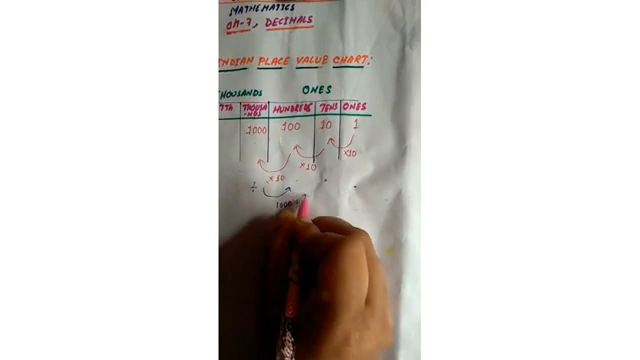 MATHEMATICS
CH-7, DECIMALS
INDIAN PLACE VALUE CHART:
THOUSANDS ONES
THOUSA-NDS HUNDREDS TENS ONES
1000 100 10 1
×10
×10
×10
÷
1000